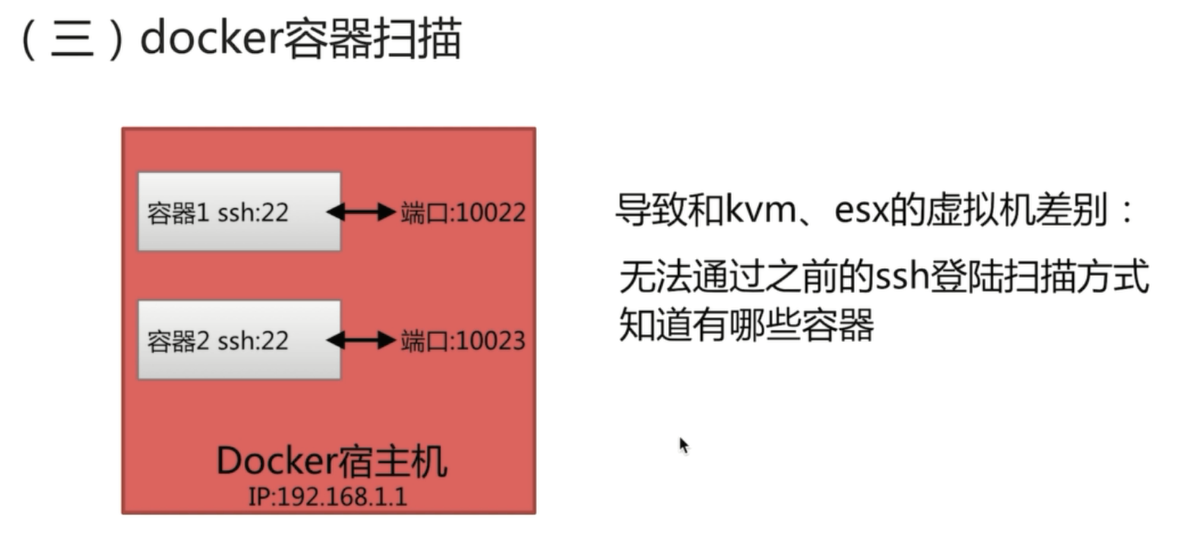 （三）docker容器扫描
容器1 ssh:22
端口:10022
容器2 ssh:22
端口:10023
Docker宿主机
IP:192.168.1.1
导致和kvm、esx的虚拟机差别：
无法通过之前的ssh登陆扫描方式
知道有哪些容器